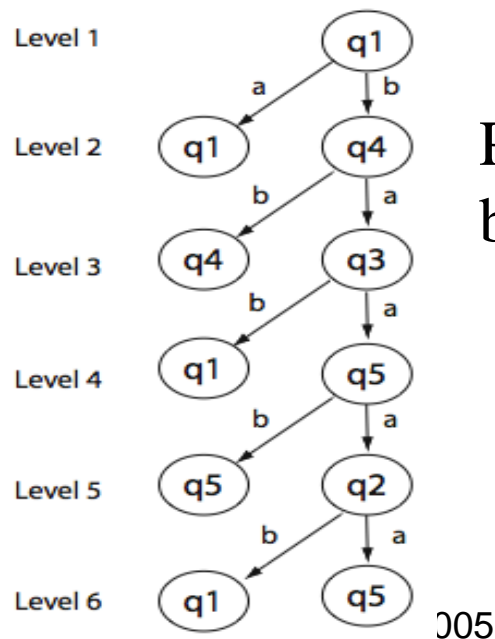 Level 1 q1
a b
Level 2 q1 q4
b a
Level 3 q4 q3
b a
Level 4 q1 q5
b a
Level 5 q5 q2
b a
Level 6 q1 q5
005